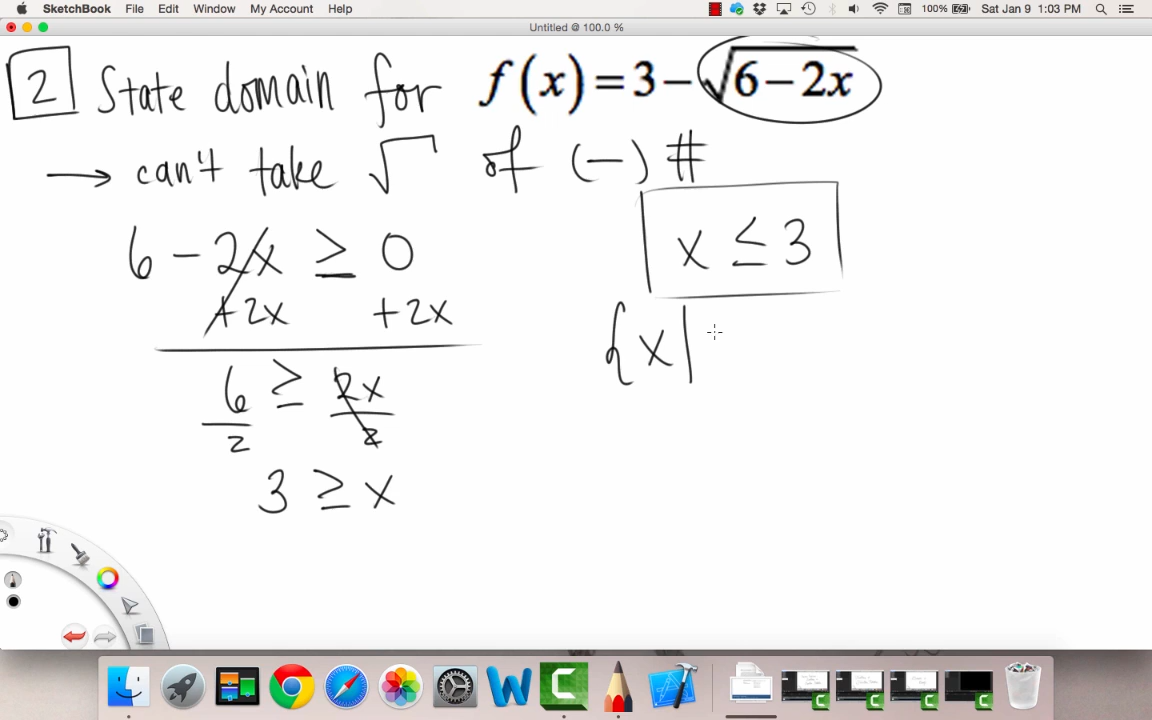 SketchBook File Edit Window My Account Help 100% Sat Jan 9 1:03 PM
Untitled @ 100.0 %
2 State domain for f(x)=3-√(6-2x)
→ can't take √ of (-) #
6 - 2x ≥ 0
x ≤ 3
+2x +2x
{x|
6/2 ≥ 2x/2
3 ≥ x